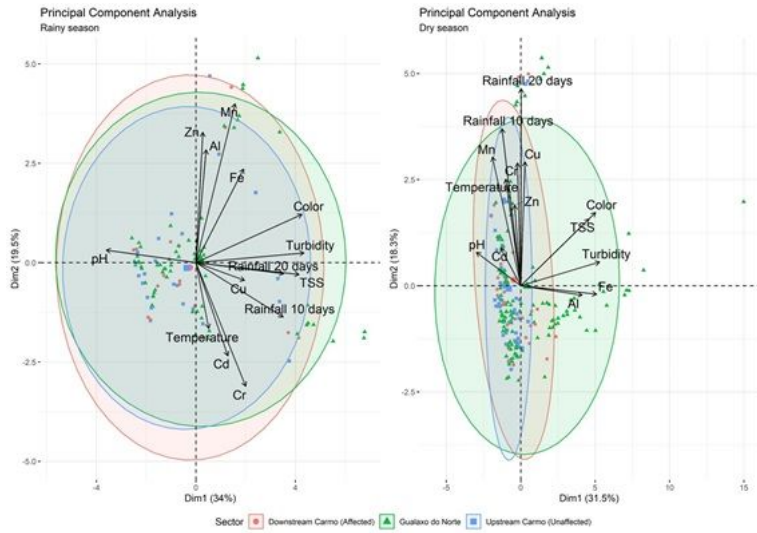 Principal Component Analysis
Rainy season
5.0
2.5
0.0
-2.5
-5.0
Dim2 (19.5%)
Mn
Zn
Al
Fe
Color
Turbidity
pH
Rainfall 20 days
TSS
Cu
Rainfall 10 days
Temperature
Cd
Cr
-4
0
4
Dim1 (34%)
Principal Component Analysis
Dry season
5.0
2.5
0.0
-2.5
Dim2 (18.3%)
Rainfall 20 days
Rainfall 10 days
Mn
Cu
Cr
Temperature
Zn
Color
TSS
pH
Cd
Turbidity
Fe
Al
-5
0
5
10
15
Dim1 (31.5%)
Sector
Downstream Carmo (Affected)
Gualaxo do Norte
Upstream Carmo (Unaffected)